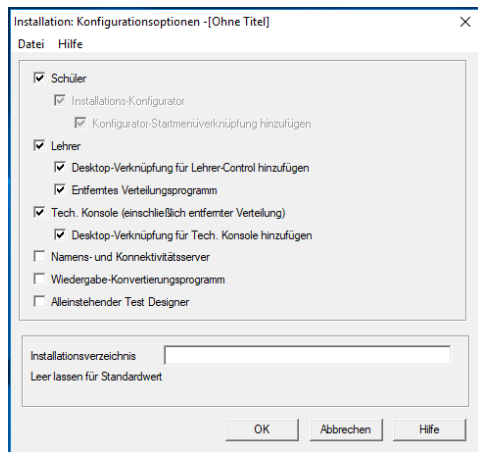 Installation: Konfigurationsoptionen -[Ohne Titel]
Datei Hilfe
Schüler
Installations-Konfigurator
Konfigurator-Startmenüverknüpfung hinzufügen
Lehrer
Desktop-Verknüpfung für Lehrer-Control hinzufügen
Entferntes Verteilungsprogramm
Tech. Konsole (einschließlich entfernter Verteilung)
Desktop-Verknüpfung für Tech. Konsole hinzufügen
Namens- und Konnektivitätsserver
Wiedergabe-Konvertierungsprogramm
Alleinstehender Test Designer
Installationsverzeichnis
Leer lassen für Standardwert
OK Abbrechen Hilfe